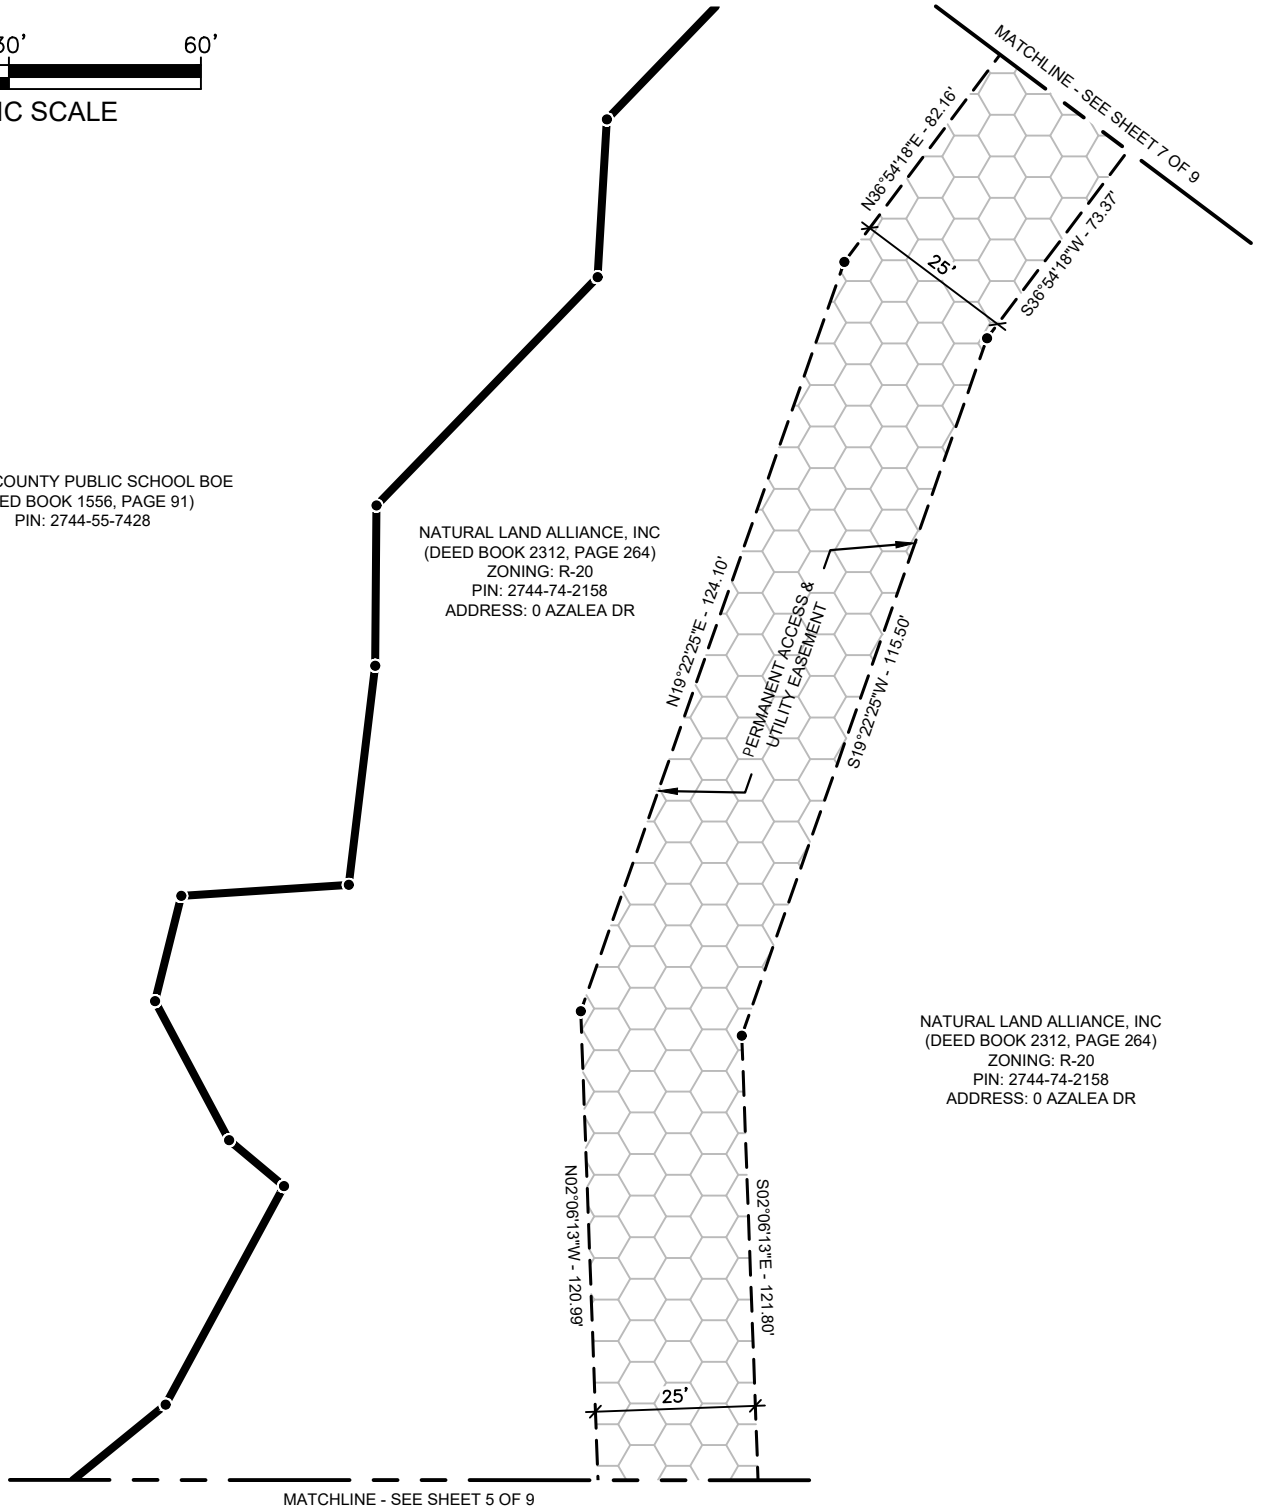 30' 60'
IC SCALE
MATCHLINE - SEE SHEET 7 OF 9
N36°54'18"E - 82.16'
S36°54'18"W - 73.37'
25'
COUNTY PUBLIC SCHOOL BOE
ED BOOK 1556, PAGE 91)
PIN: 2744-55-7428
NATURAL LAND ALLIANCE, INC
(DEED BOOK 2312, PAGE 264)
ZONING: R-20
PIN: 2744-74-2158
ADDRESS: 0 AZALEA DR
N19°22'25"E - 124.10'
PERMANENT ACCESS &
UTILITY EASEMENT
S19°22'25"W - 115.50'
NATURAL LAND ALLIANCE, INC
(DEED BOOK 2312, PAGE 264)
ZONING: R-20
PIN: 2744-74-2158
ADDRESS: 0 AZALEA DR
N02°06'13"W - 120.99'
S02°06'13"E - 121.80'
25'
MATCHLINE - SEE SHEET 5 OF 9